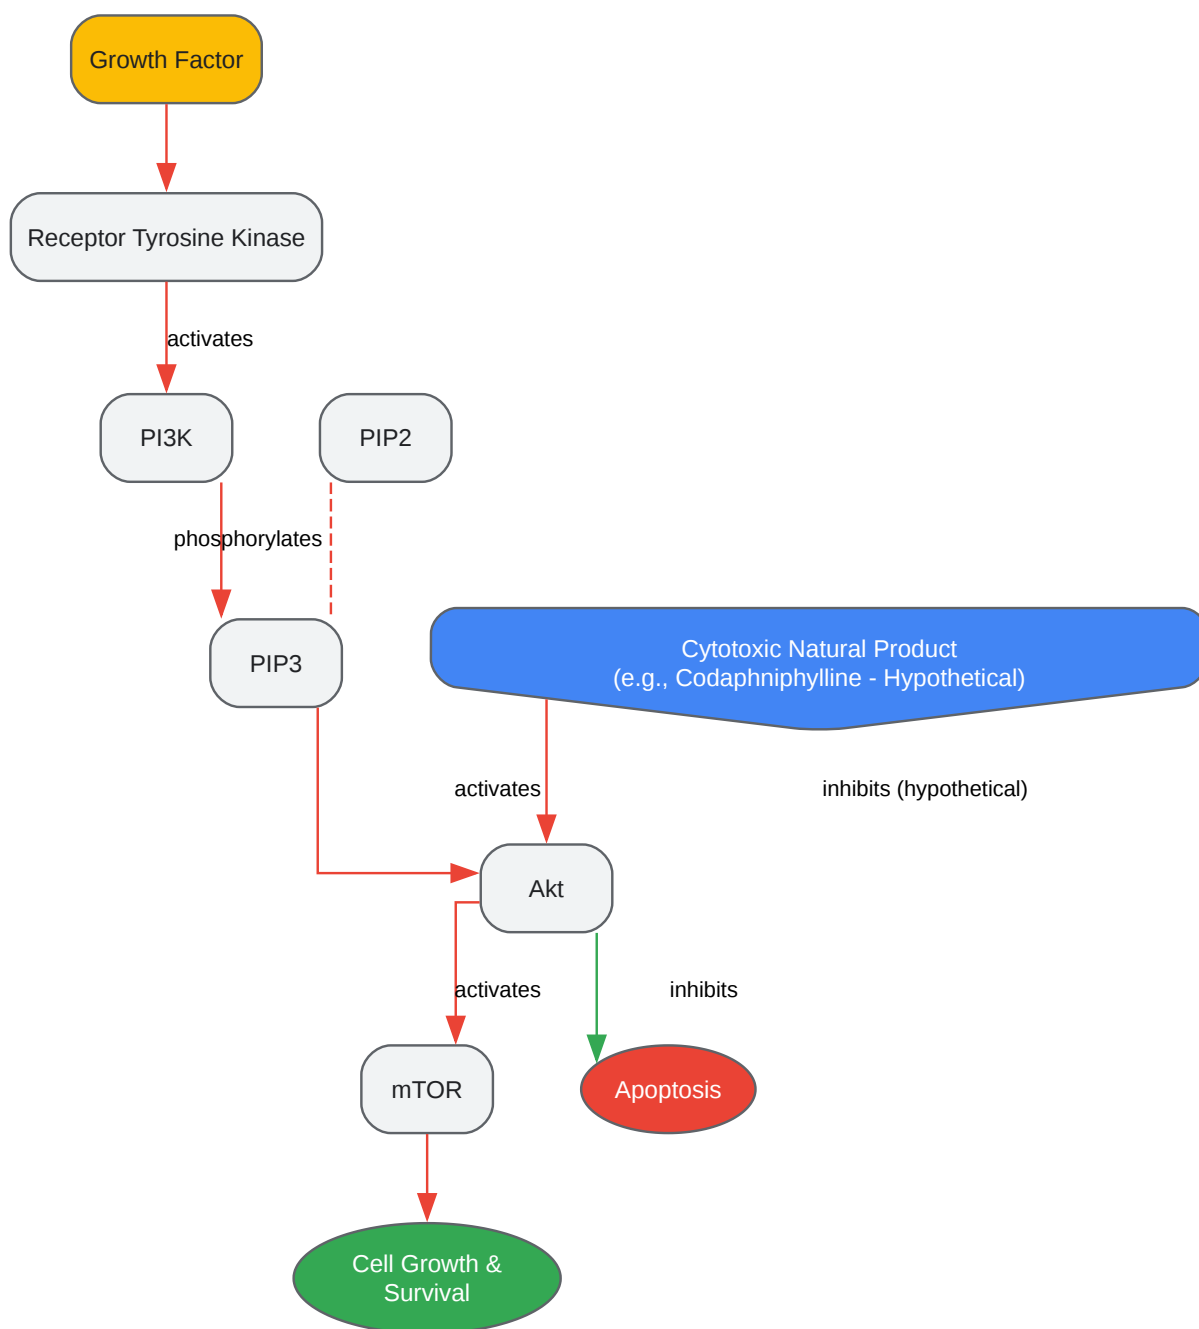 Growth Factor
Receptor Tyrosine Kinase
activates
PI3K
PIP2
phosphorylates
PIP3
Cytotoxic Natural Product
(e.g., Codaphniphylline - Hypothetical)
activates
inhibits (hypothetical)
Akt
activates
inhibits
mTOR
Apoptosis
Cell Growth &
Survival